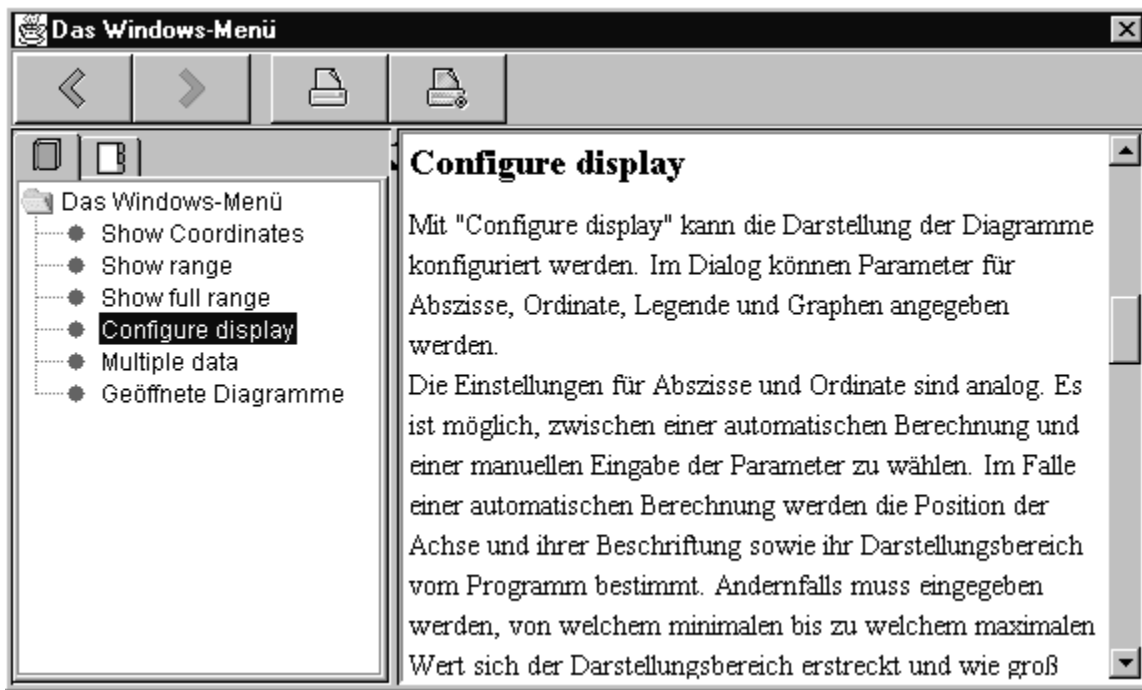 Das Windows-Menü
Das Windows-Menü
Show Coordinates
Show range
Show full range
Configure display
Multiple data
Geöffnete Diagramme
Configure display
Mit "Configure display" kann die Darstellung der Diagramme
konfiguriert werden. Im Dialog können Parameter für
Abszisse, Ordinate, Legende und Graphen angegeben
werden.
Die Einstellungen für Abszisse und Ordinate sind analog. Es
ist möglich, zwischen einer automatischen Berechnung und
einer manuellen Eingabe der Parameter zu wählen. Im Falle
einer automatischen Berechnung werden die Position der
Achse und ihrer Beschriftung sowie ihr Darstellungsbereich
vom Programm bestimmt. Andernfalls muss eingegeben
werden, von welchem minimalen bis zu welchem maximalen
Wert sich der Darstellungsbereich erstreckt und wie groß